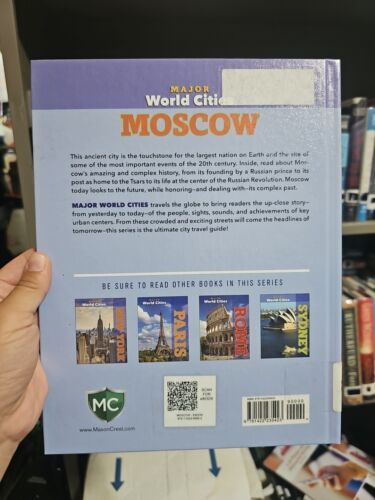 MAJOR
World Cities
MOSCOW
This ancient city is the touchstone for the largest nation on Earth and the site of
some of the most important events of the 20th century. Inside, read about Mos-
cow's amazing and complex history, from its founding by a Russian prince to its
post as home to the Tsars to its life at the center of the Russian Revolution. Moscow
today looks to the future, while honoring–and dealing with–its complex past.
MAJOR WORLD CITIES travels the globe to bring readers the up-close story–
from yesterday to today–of the people, sights, sounds, and achievements of key
urban centers. From these crowded and exciting streets will come the headlines of
tomorrow–this series is the ultimate city travel guide!
BE SURE TO READ OTHER BOOKS IN THIS SERIES
World Cities
NEW YORK
World Cities
PARIS
World Cities
ROME
World Cities
SYDNEY
MC
www.MasonCrest.com
SCAN
FOR
90000